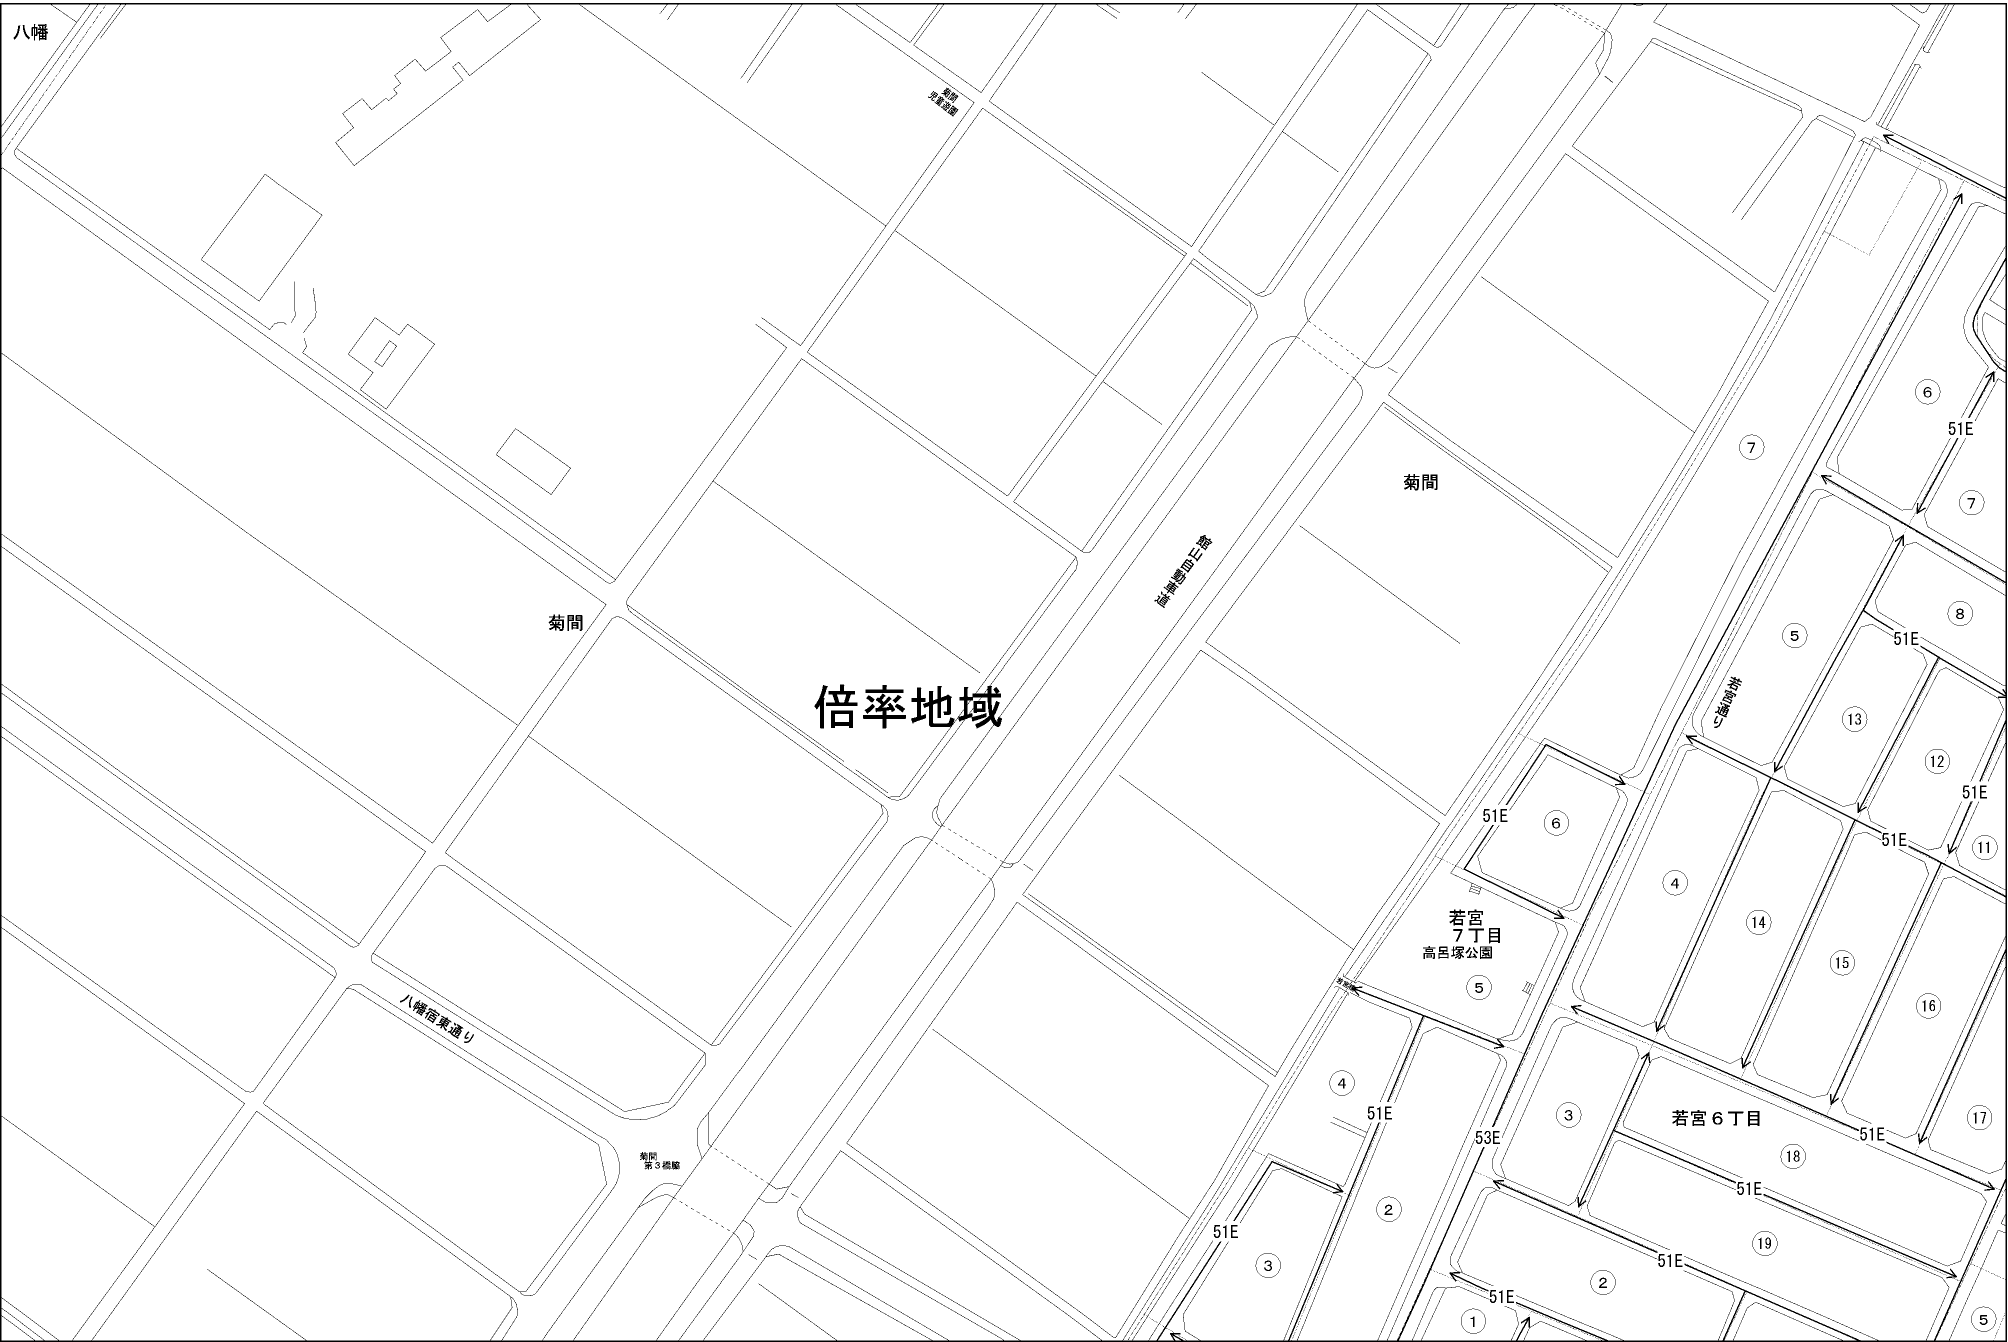 八幡
菊間
児童遊園
⑥
51E
⑦
菊間
⑦
館山自動車道
菊間
⑧
⑤
51E
倍率地域
若宮通り
⑬
⑫
51E
51E
⑥
51E
⑪
④
若宮
７丁目
高呂塚公園
⑭
⑮
⑤
⑯
八幡宿東通り
④
51E
③
若宮６丁目
⑰
53E
51E
菊間
第３橋脇
⑱
51E
②
51E
⑲
51E
③
②
51E
①
⑤